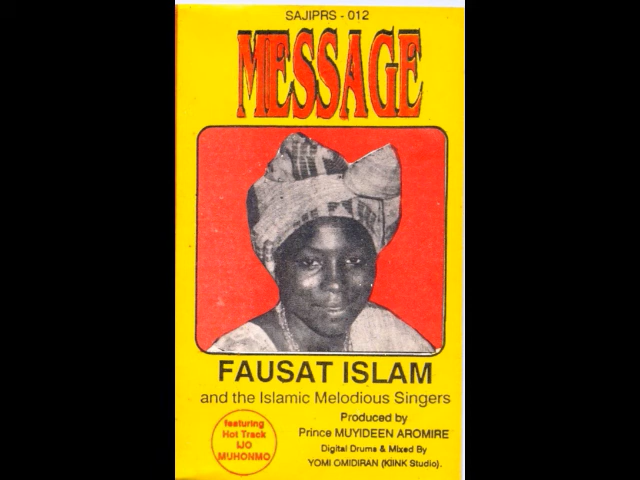 SAJIPRS - 012
MESSAGE
FAUSAT ISLAM
and the Islamic Melodious Singers
featuring
Hot Track
IJO
MUHONMO
Produced by
Prince MUYIDEEN AROMIRE
Digital Drums & Mixed By
YOMI OMIDIRAN (KIINK Studio).